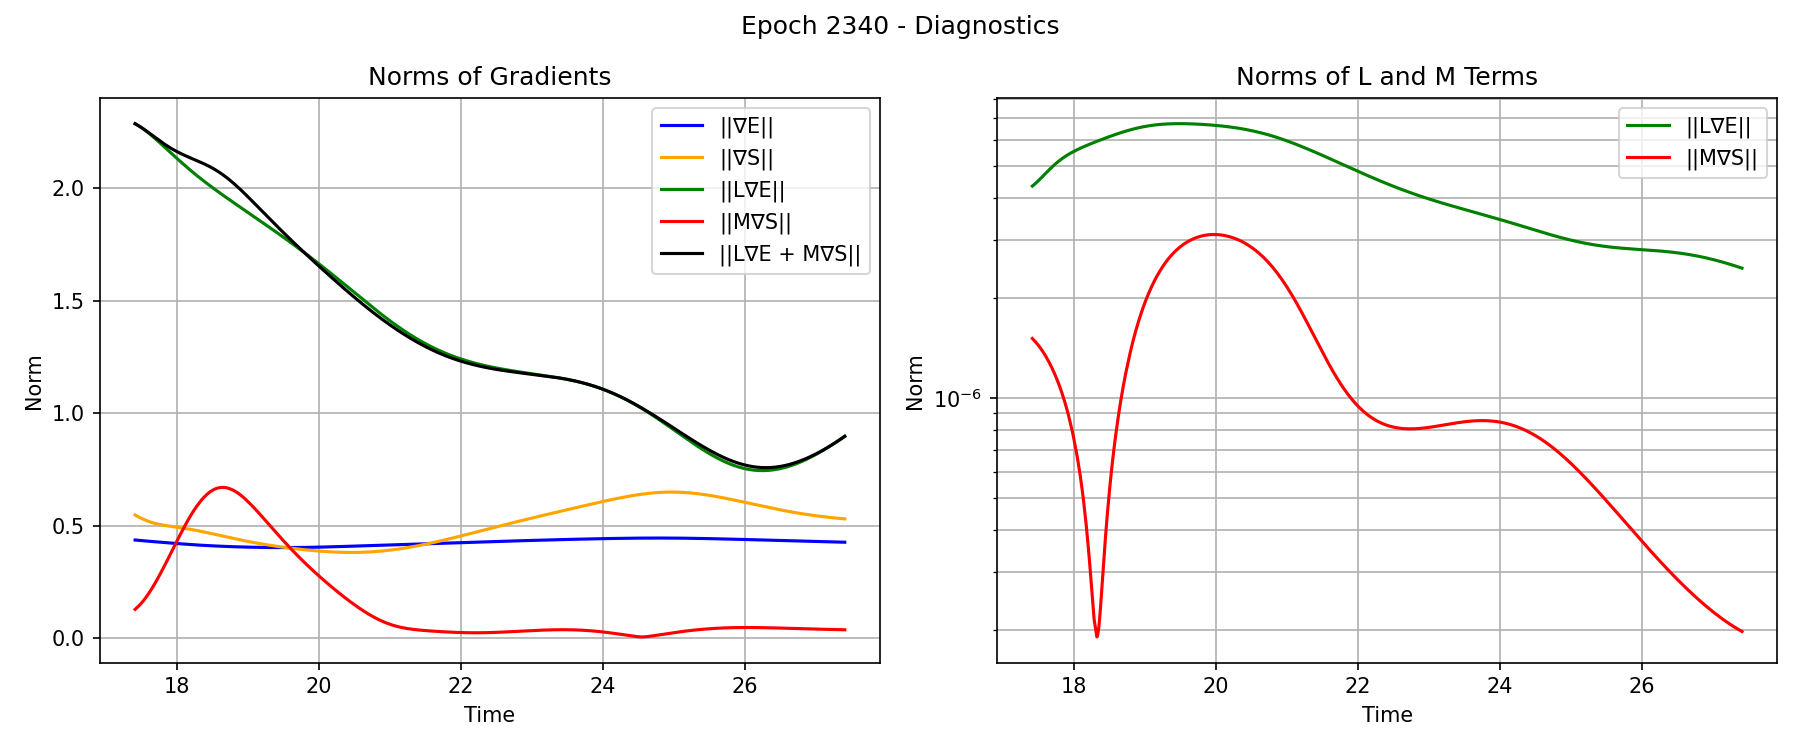 Epoch 2340 - Diagnostics
Norms of Gradients
Norm
2.0
1.5
1.0
0.5
0.0
||∇E||
||∇S||
||L∇E||
||M∇S||
||L∇E + M∇S||
18 20 22 24 26
Time
Norms of L and M Terms
Norm
10⁻⁶
||L∇E||
||M∇S||
18 20 22 24 26
Time